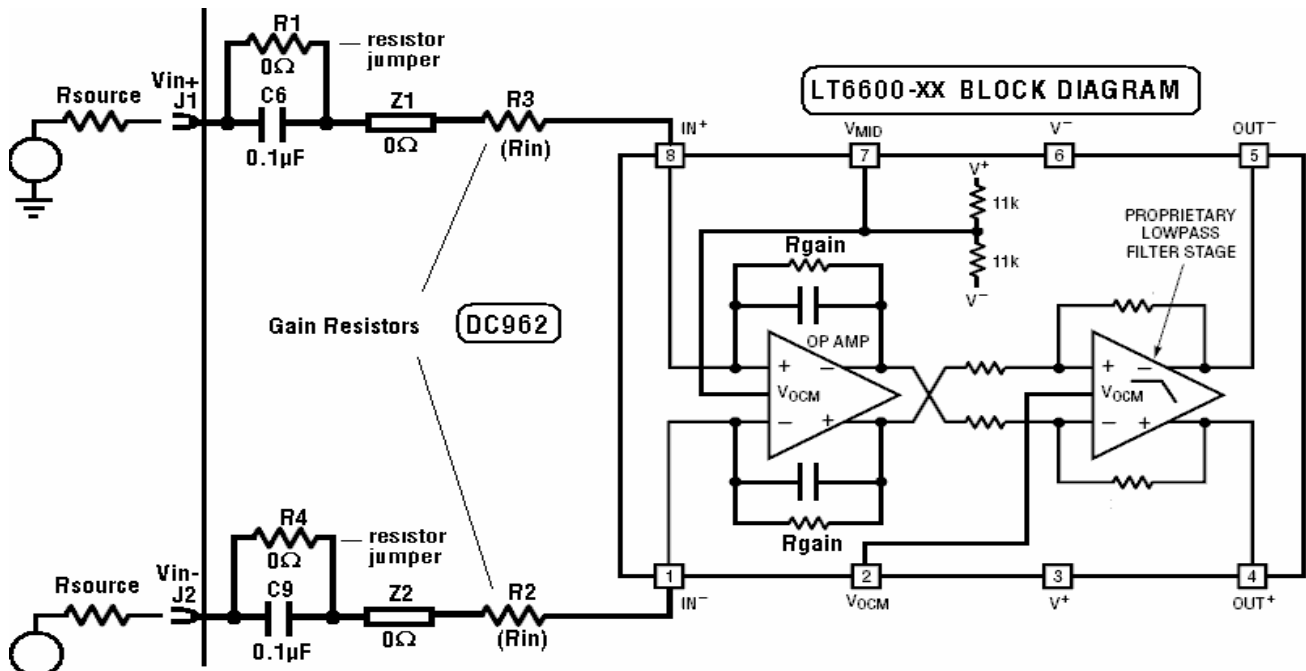 R1
resistor
jumper
0Ω
Vin+
J1
Rsource
C6
0.1µF
Z1
0Ω
R3
(Rin)
LT6600-XX BLOCK DIAGRAM
IN+
VMID
V−
OUT−
8
7
6
5
V+
11k
11k
V−
PROPRIETARY
LOWPASS
FILTER STAGE
Rgain
Gain Resistors
DC962
OP AMP
+ −
VOCM
− +
+ −
VOCM
− +
Rgain
R4
resistor
jumper
0Ω
Vin-
J2
Rsource
C9
0.1µF
Z2
0Ω
R2
(Rin)
1
2
3
4
IN−
VOCM
V+
OUT+